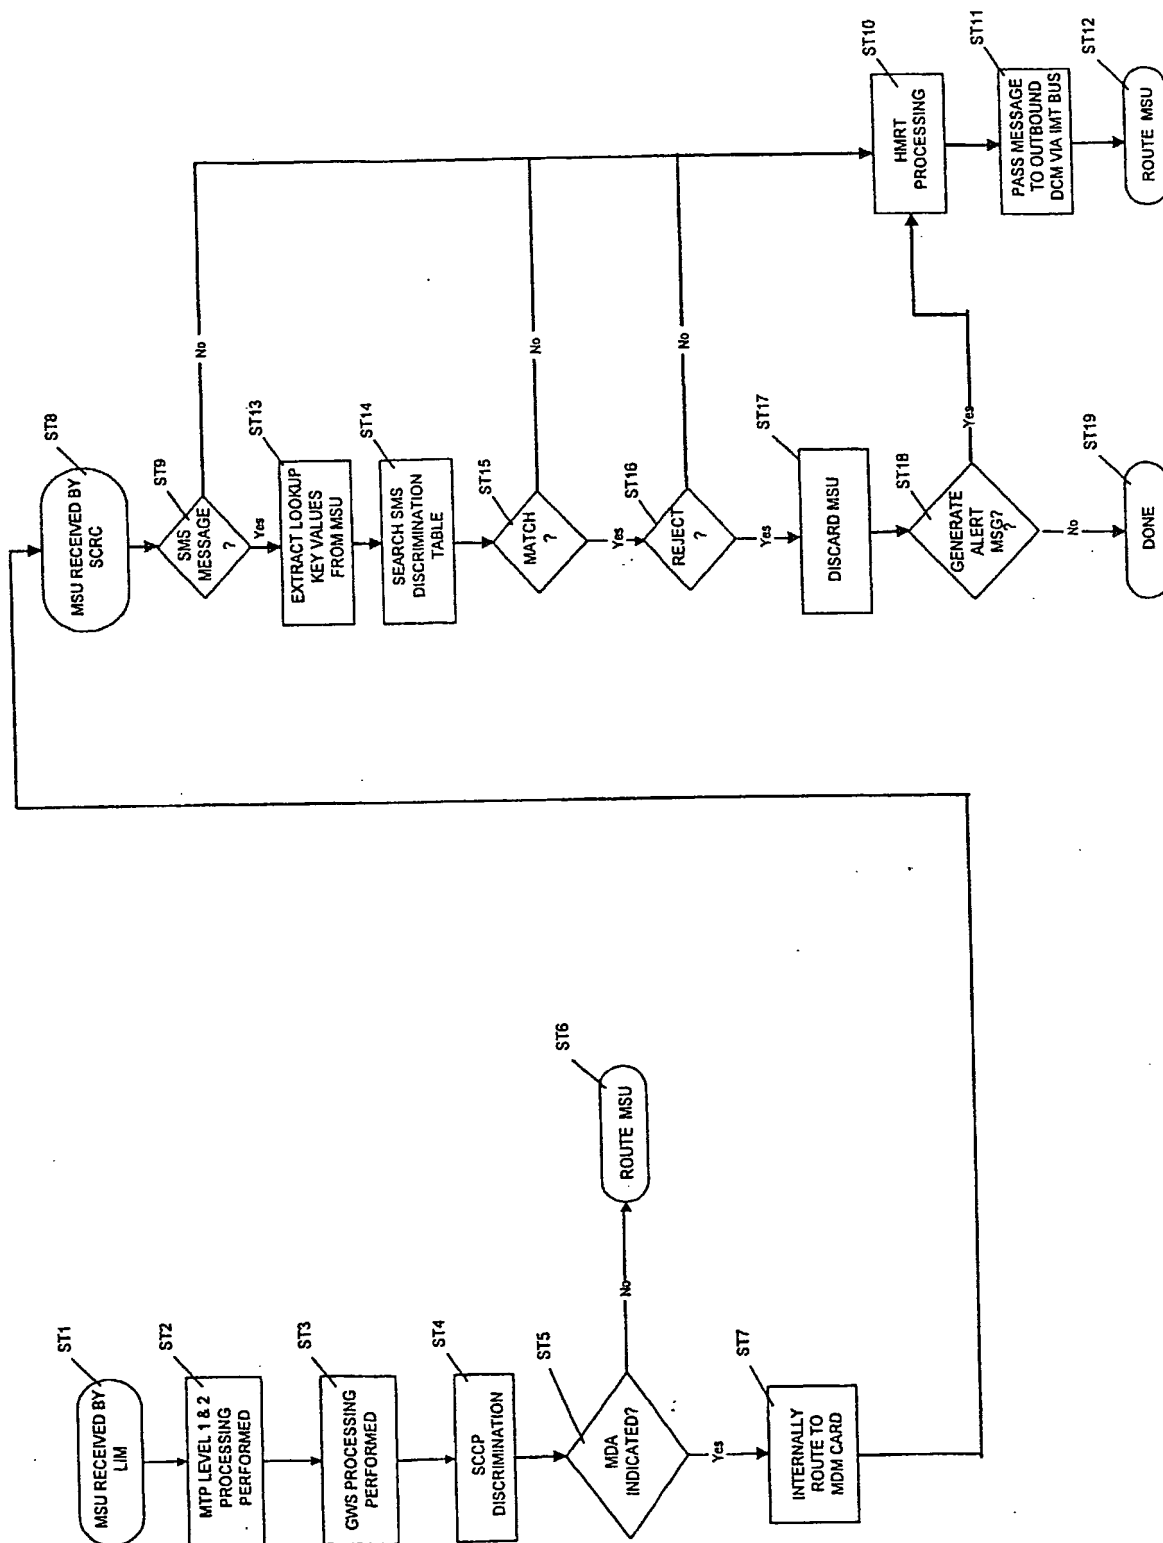 ST1
MSU RECEIVED BY
LIM
ST2
MTP LEVEL 1 & 2
PROCESSING
PERFORMED
ST3
GWS PROCESSING
PERFORMED
ST4
SCCP
DISCRIMINATION
ST5
MDA
INDICATED?
No
ST6
ROUTE MSU
Yes
ST7
INTERNALLY
ROUTE TO
MDM CARD
ST8
MSU RECEIVED BY
SCRC
ST9
SMS
MESSAGE
?
No
Yes
ST13
EXTRACT LOOKUP
KEY VALUES
FROM MSU
ST14
SEARCH SMS
DISCRIMINATION
TABLE
ST15
MATCH
?
No
Yes
ST16
REJECT
?
No
Yes
ST17
DISCARD MSU
ST18
GENERATE
ALERT
MSG?
?
Yes
No
ST19
DONE
ST10
HMRT
PROCESSING
ST11
PASS MESSAGE
TO OUTBOUND
DCM VIA IMT BUS
ST12
ROUTE MSU